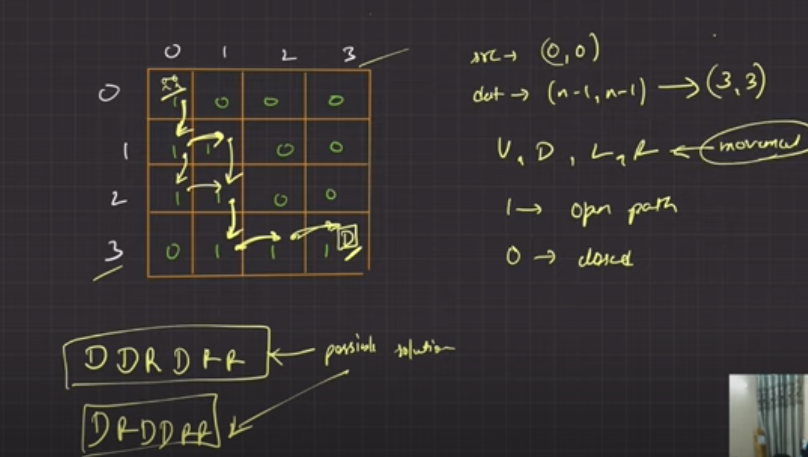 0 1 2 3
0 1 0 0 0
1 1 1 0 0
2 1 1 0 0
3 0 1 1 1 D
src → (0,0)
dest → (n-1, n-1) → (3,3)
U, D, L, R ← movement
1 → open path
0 → closed
DDRDRR ← possible solution
DRDDRR